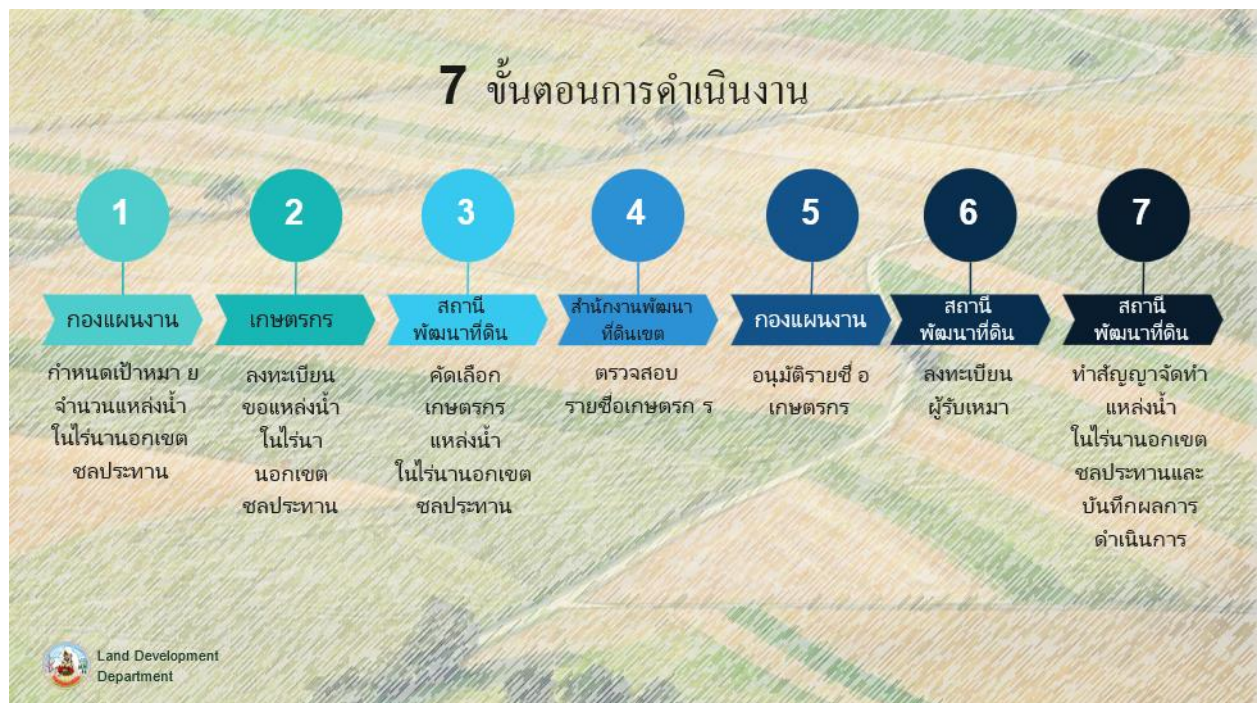 7 ขั้นตอนการดำเนินงาน
1
กองแผนงาน
กำหนดเป้าหมา ย
จำนวนแหล่งน้ำ
ในไร่นานอกเขต
ชลประทาน
2
เกษตรกร
ลงทะเบียน
ขอแหล่งน้ำ
ในไร่นา
นอกเขต
ชลประทาน
3
สถานี
พัฒนาที่ดิน
คัดเลือก
เกษตรกร
แหล่งน้ำ
ในไร่นานอกเขต
ชลประทาน
4
สำนักงานพัฒนา
ที่ดินเขต
ตรวจสอบ
รายชื่อเกษตรก ร
5
กองแผนงาน
อนุมัติรายชื่ อ
เกษตรกร
6
สถานี
พัฒนาที่ดิน
ลงทะเบียน
ผู้รับเหมา
7
สถานี
พัฒนาที่ดิน
ทำสัญญาจัดทำ
แหล่งน้ำ
ในไร่นานอกเขต
ชลประทานและ
บันทึกผลการ
ดำเนินการ
Land Development
Department